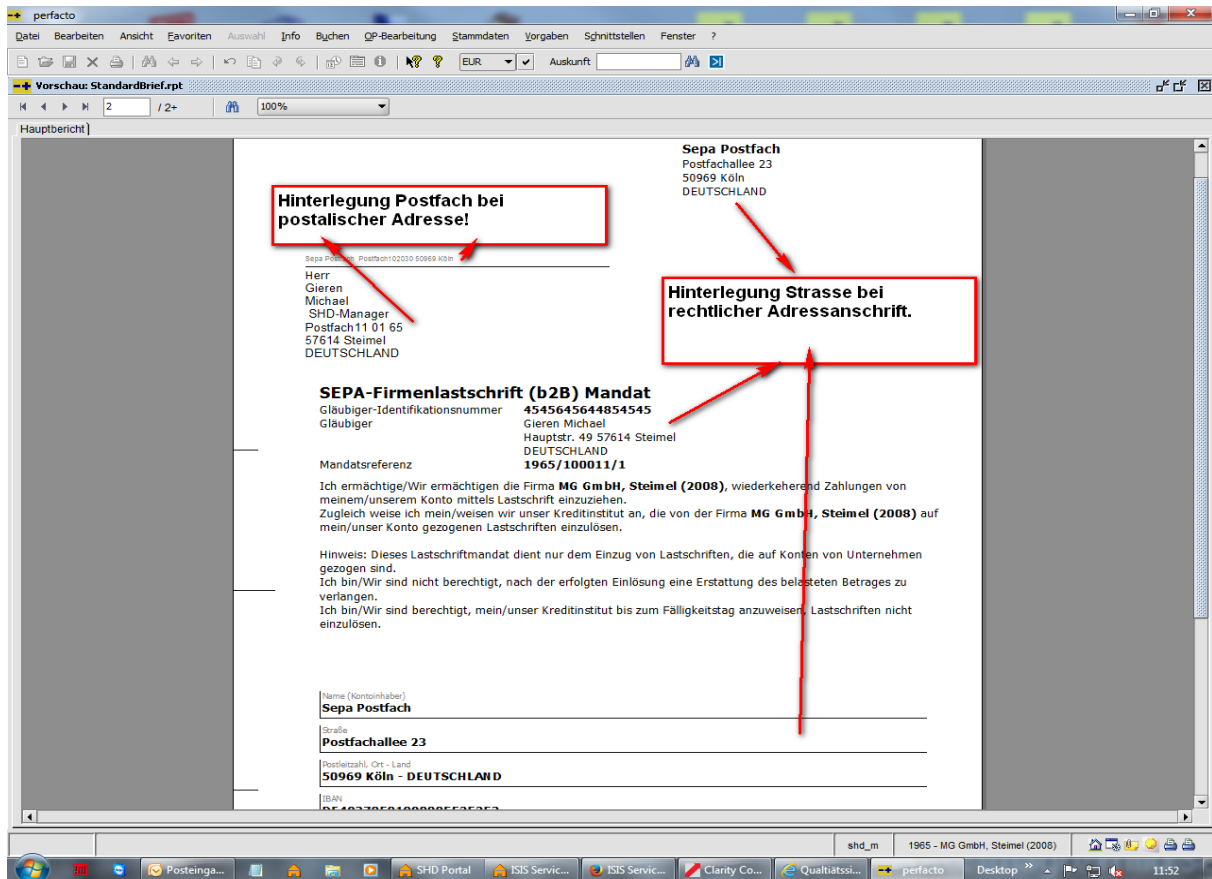 perfacto
Datei Bearbeiten Ansicht Favoriten Auswahl Info Buchen OP-Bearbeitung Stammdaten Vorgaben Schnittstellen Fenster ?
EUR Auskunft
Vorschau: StandardBrief.rpt
2 / 2+ 100%
Hauptbericht
Sepa Postfach
Postfachallee 23
50969 Köln
DEUTSCHLAND
Hinterlegung Postfach bei
postalischer Adresse!
Sepa Postfach Postfach102030 50969 Köln
Herr
Gieren
Michael
SHD-Manager
Postfach11 01 65
57614 Steimel
DEUTSCHLAND
Hinterlegung Strasse bei
rechtlicher Adressanschrift.
SEPA-Firmenlastschrift (b2B) Mandat
Gläubiger-Identifikationsnummer 4545645644854545
Gläubiger Gieren Michael
Hauptstr. 49 57614 Steimel
DEUTSCHLAND
Mandatsreferenz 1965/100011/1
Ich ermächtige/Wir ermächtigen die Firma MG GmbH, Steimel (2008), wiederkeherend Zahlungen von
meinem/unserem Konto mittels Lastschrift einzuziehen.
Zugleich weise ich mein/weisen wir unser Kreditinstitut an, die von der Firma MG GmbH, Steimel (2008) auf
mein/unser Konto gezogenen Lastschriften einzulösen.
Hinweis: Dieses Lastschriftmandat dient nur dem Einzug von Lastschriften, die auf Konten von Unternehmen
gezogen sind.
Ich bin/Wir sind nicht berechtigt, nach der erfolgten Einlösung eine Erstattung des belasteten Betrages zu
verlangen.
Ich bin/Wir sind berechtigt, mein/unser Kreditinstitut bis zum Fälligkeitstag anzuweisen, Lastschriften nicht
einzulösen.
Name (Kontoinhaber)
Sepa Postfach
Straße
Postfachallee 23
Postleitzahl, Ort - Land
50969 Köln - DEUTSCHLAND
IBAN
shd_m 1965 - MG GmbH, Steimel (2008)
Posteinga... SHD Portal ISIS Servic... ISIS Servic... Clarity Co... Qualtiätssi... perfacto Desktop 11:52